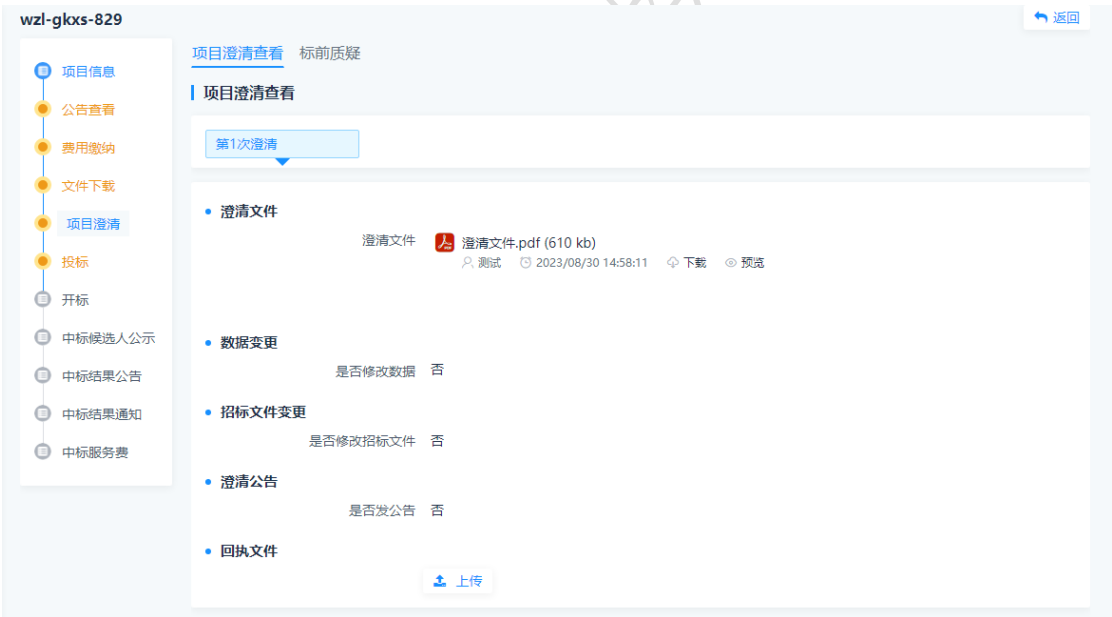 wzl-gkxs-829
返回
项目信息
公告查看
费用缴纳
文件下载
项目澄清
投标
开标
中标候选人公示
中标结果公告
中标结果通知
中标服务费
项目澄清查看 标前质疑
项目澄清查看
第1次澄清
澄清文件
澄清文件 澄清文件.pdf (610 kb)
测试 2023/08/30 14:58:11 下载 预览
数据变更
是否修改数据 否
招标文件变更
是否修改招标文件 否
澄清公告
是否发公告 否
回执文件
上传